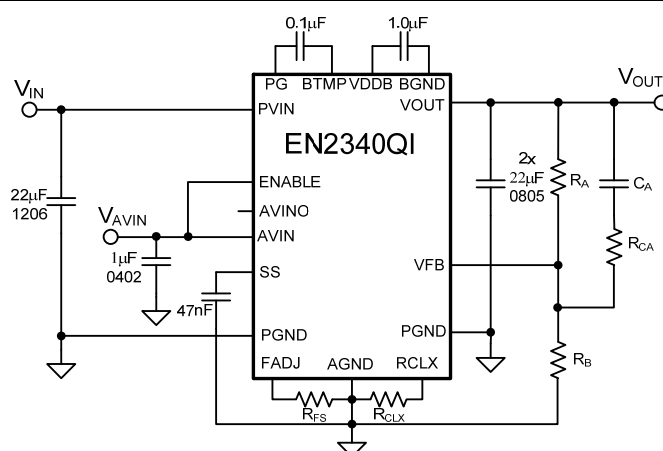 0.1µF
1.0µF
VIN
PG BTMP VDDB BGND
VOUT
PVIN
VOUT
EN2340QI
22µF
1206
ENABLE
AVINO
AVIN
VAVIN
1µF
0402
SS
47nF
2x
22µF
0805
RA
CA
RCA
VFB
PGND
PGND
RB
FADJ AGND RCLX
RFS
RCLX